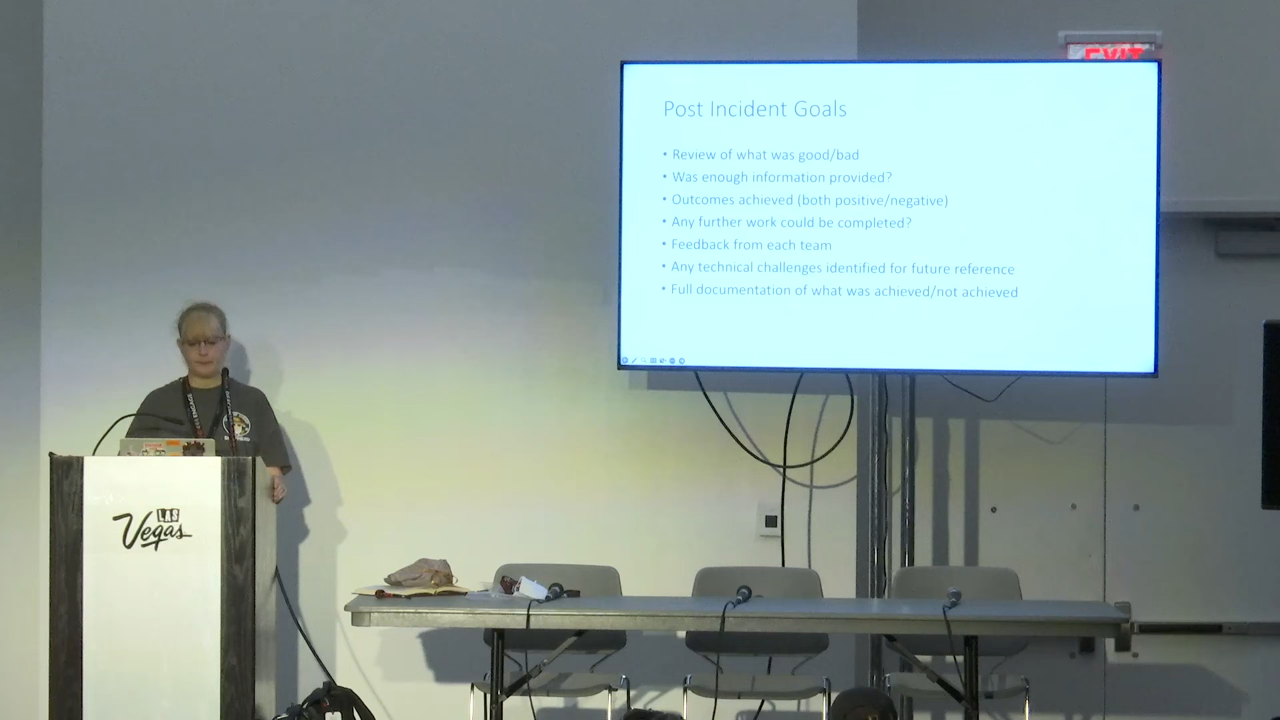 EXIT
Post Incident Goals
• Review of what was good/bad
• Was enough information provided?
• Outcomes achieved (both positive/negative)
• Any further work could be completed?
• Feedback from each team
• Any technical challenges identified for future reference
• Full documentation of what was achieved/not achieved
LAS
Vegas